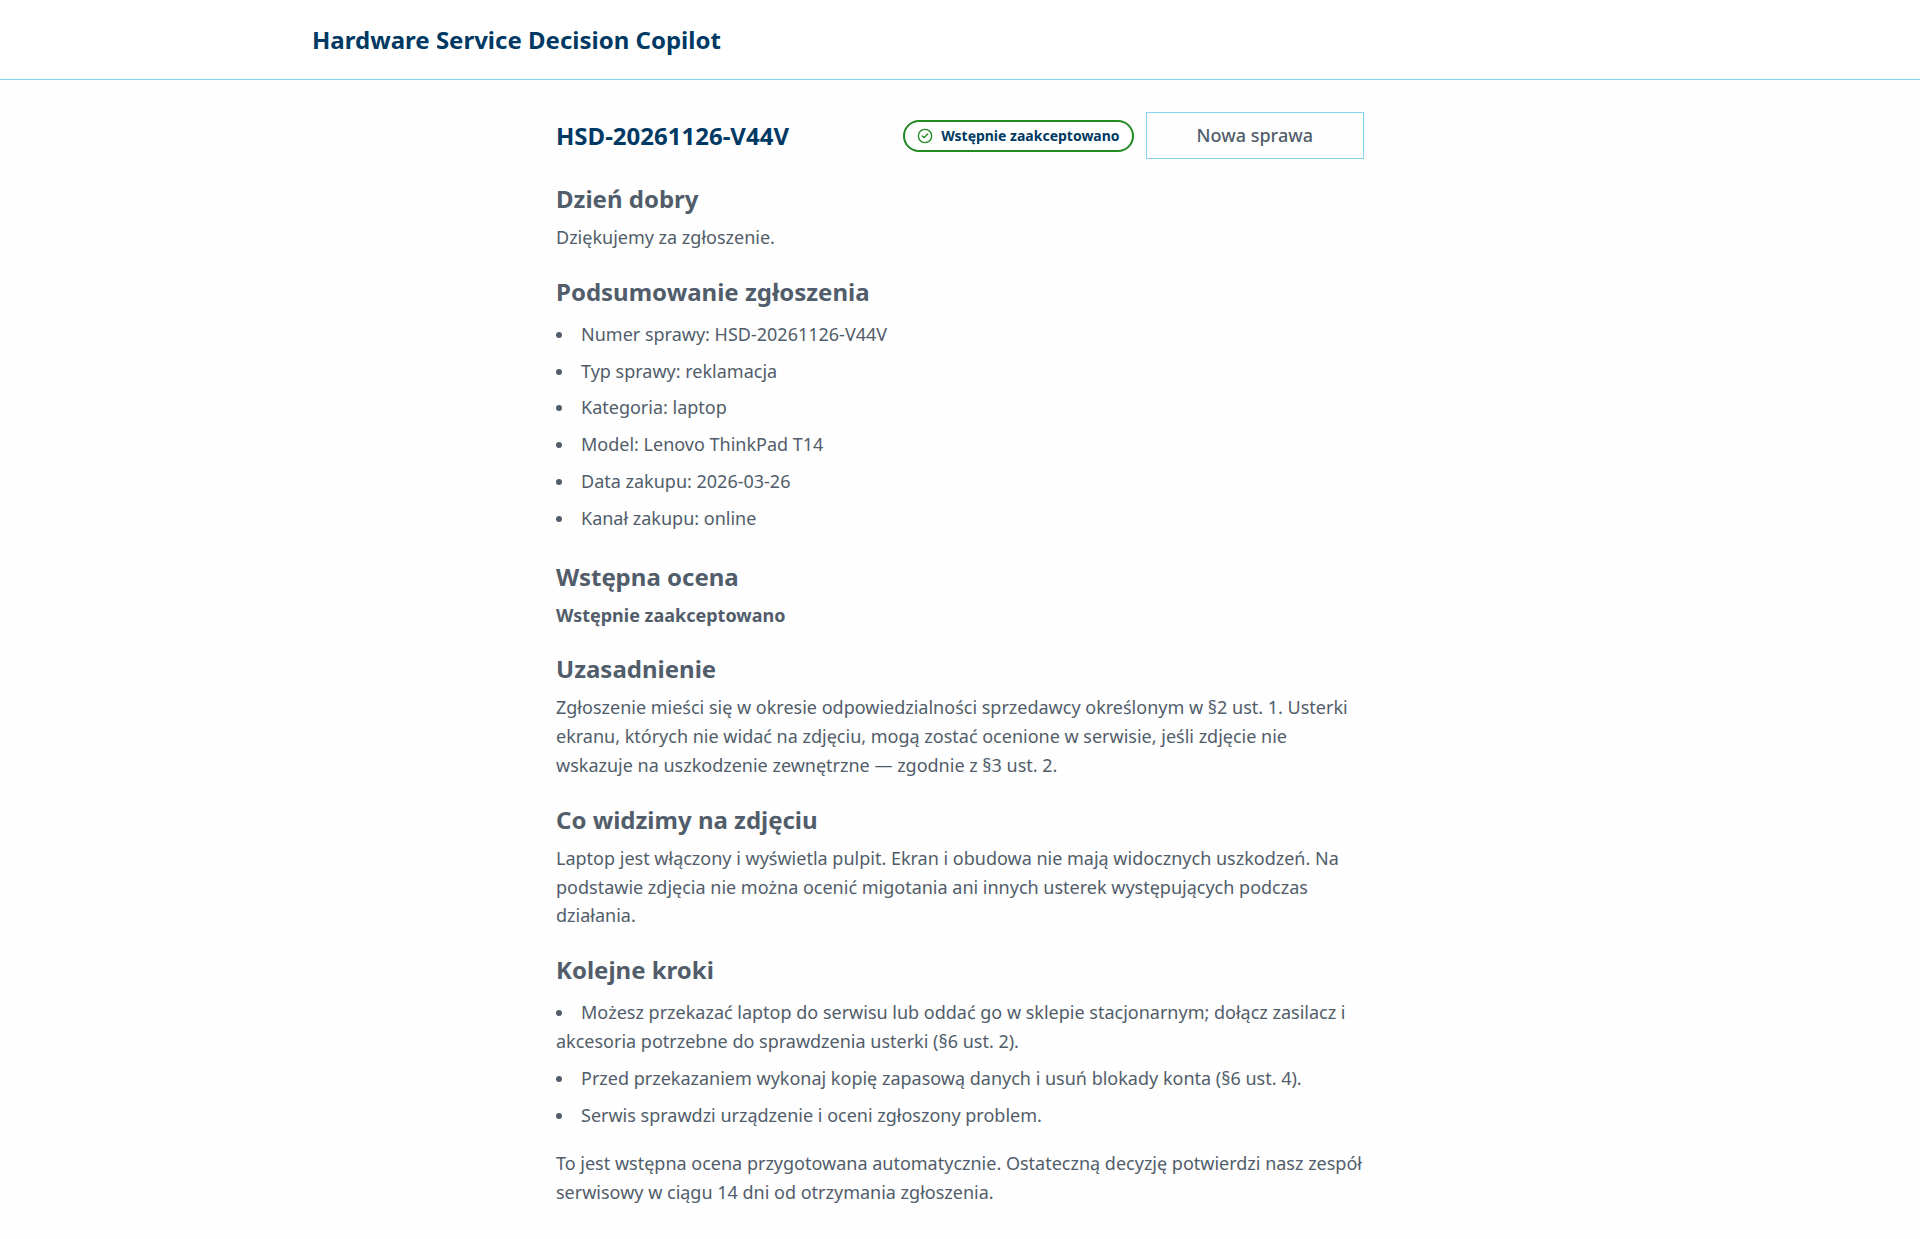 Hardware Service Decision Copilot
HSD-20261126-V44V
Wstępnie zaakceptowano
Nowa sprawa
Dzień dobry
Dziękujemy za zgłoszenie.
Podsumowanie zgłoszenia
• Numer sprawy: HSD-20261126-V44V
• Typ sprawy: reklamacja
• Kategoria: laptop
• Model: Lenovo ThinkPad T14
• Data zakupu: 2026-03-26
• Kanał zakupu: online
Wstępna ocena
Wstępnie zaakceptowano
Uzasadnienie
Zgłoszenie mieści się w okresie odpowiedzialności sprzedawcy określonym w §2 ust. 1. Usterki
ekranu, których nie widać na zdjęciu, mogą zostać ocenione w serwisie, jeśli zdjęcie nie
wskazuje na uszkodzenie zewnętrzne — zgodnie z §3 ust. 2.
Co widzimy na zdjęciu
Laptop jest włączony i wyświetla pulpit. Ekran i obudowa nie mają widocznych uszkodzeń. Na
podstawie zdjęcia nie można ocenić migotania ani innych usterek występujących podczas
działania.
Kolejne kroki
• Możesz przekazać laptop do serwisu lub oddać go w sklepie stacjonarnym; dołącz zasilacz i
akcesoria potrzebne do sprawdzenia usterki (§6 ust. 2).
• Przed przekazaniem wykonaj kopię zapasową danych i usuń blokady konta (§6 ust. 4).
• Serwis sprawdzi urządzenie i oceni zgłoszony problem.
To jest wstępna ocena przygotowana automatycznie. Ostateczną decyzję potwierdzi nasz zespół
serwisowy w ciągu 14 dni od otrzymania zgłoszenia.